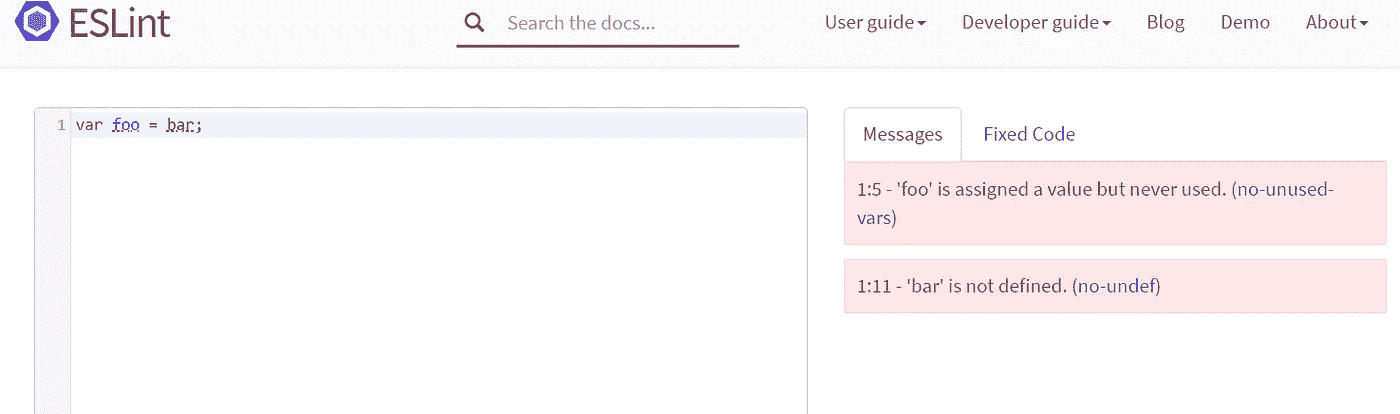 ESLint
Search the docs...
User guide
Developer guide
Blog
Demo
About
1 var foo = bar;
Messages
Fixed Code
1:5 - 'foo' is assigned a value but never used. (no-unused-
vars)
1:11 - 'bar' is not defined. (no-undef)